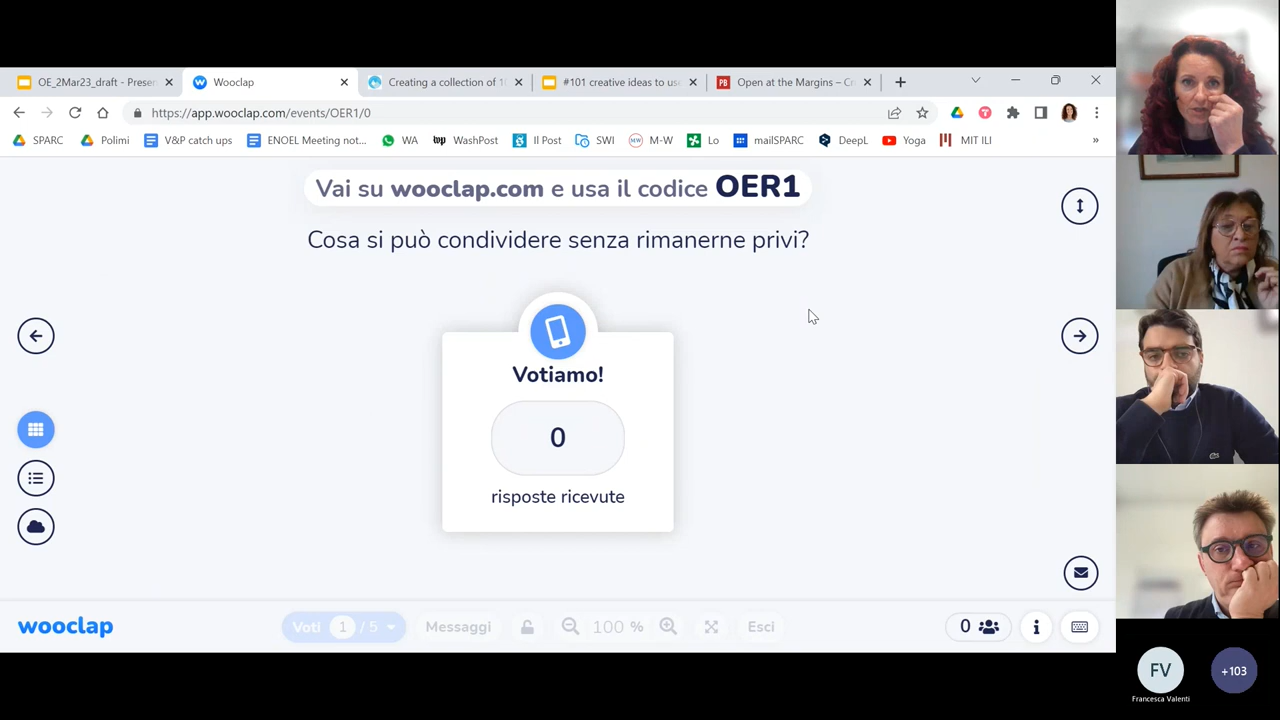 OE_2Mar23_draft - Presen
Wooclap
Creating a collection of 10
#101 creative ideas to use
Open at the Margins – Cr
https://app.wooclap.com/events/OER1/0
SPARC
Polimi
V&P catch ups
ENOEL Meeting not...
WA
wp
WashPost
Il Post
SWI
M-W
Lo
mailSPARC
DeepL
Yoga
MIT ILI
»
Vai su wooclap.com e usa il codice OER1
Cosa si può condividere senza rimanerne privi?
Votiamo!
0
risposte ricevute
wooclap
Voti 1 / 5
Messaggi
100 %
Esci
0
FV
Francesca Valenti
+103